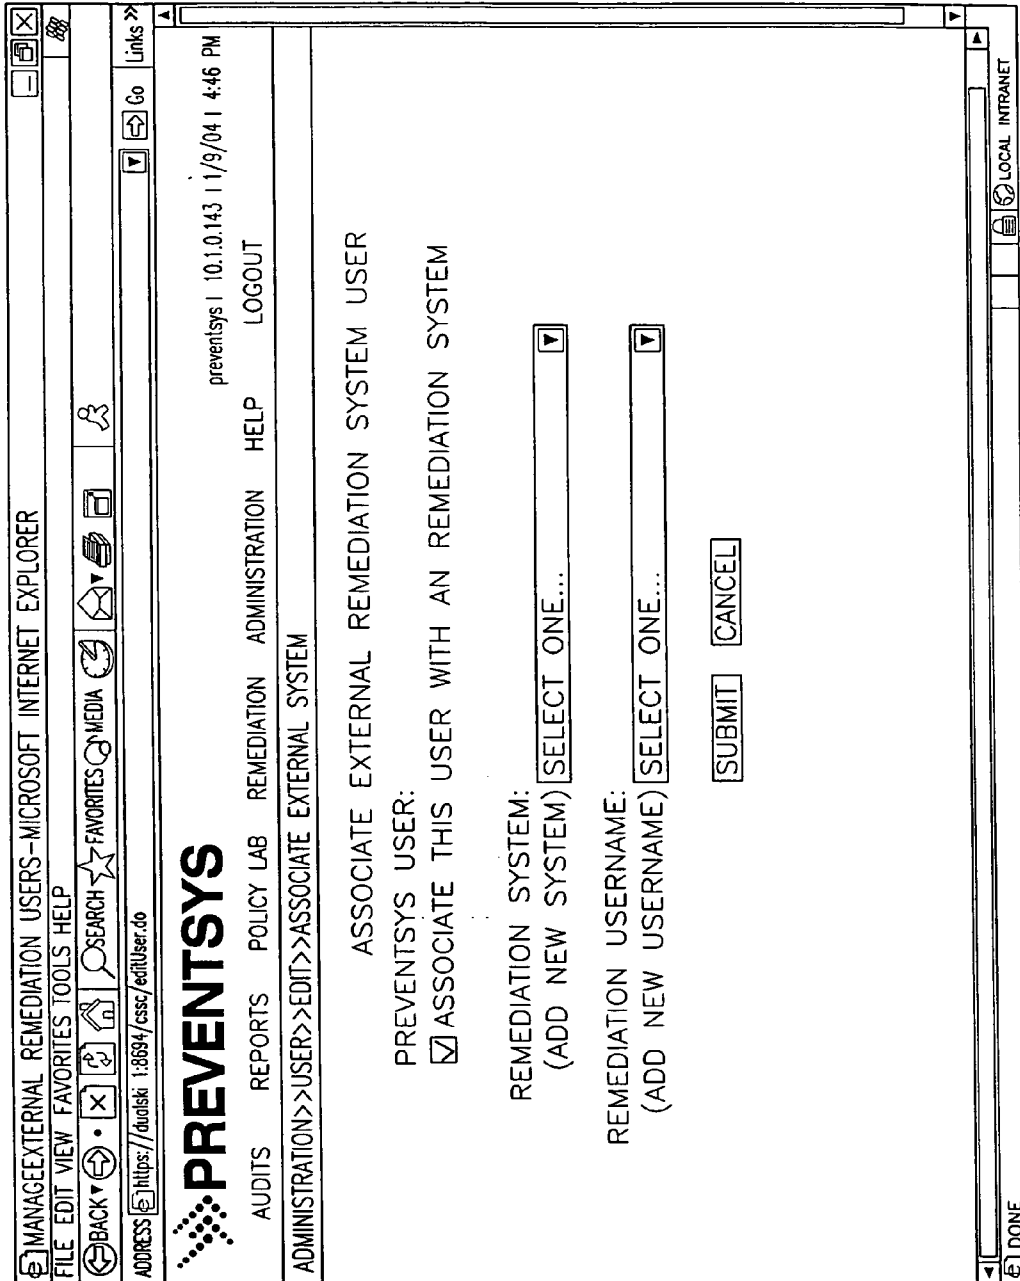 MANAGEEXTERNAL REMEDIATION USERS-MICROSOFT INTERNET EXPLORER
FILE EDIT VIEW FAVORITES TOOLS HELP
BACK SEARCH FAVORITES MEDIA
ADDRESS https://dualski 1:8694/cssc/editUser.do Go Links >>
PREVENTSYS
preventsys | 10.1.0.143 | 1/9/04 | 4:46 PM
AUDITS REPORTS POLICY LAB REMEDIATION ADMINISTRATION HELP LOGOUT
ADMINISTRATION>>USER>>EDIT>>ASSOCIATE EXTERNAL SYSTEM
ASSOCIATE EXTERNAL REMEDIATION SYSTEM USER
PREVENTSYS USER:
ASSOCIATE THIS USER WITH AN REMEDIATION SYSTEM
REMEDIATION SYSTEM:
(ADD NEW SYSTEM) SELECT ONE...
REMEDIATION USERNAME:
(ADD NEW USERNAME) SELECT ONE...
SUBMIT CANCEL
DONE LOCAL INTRANET